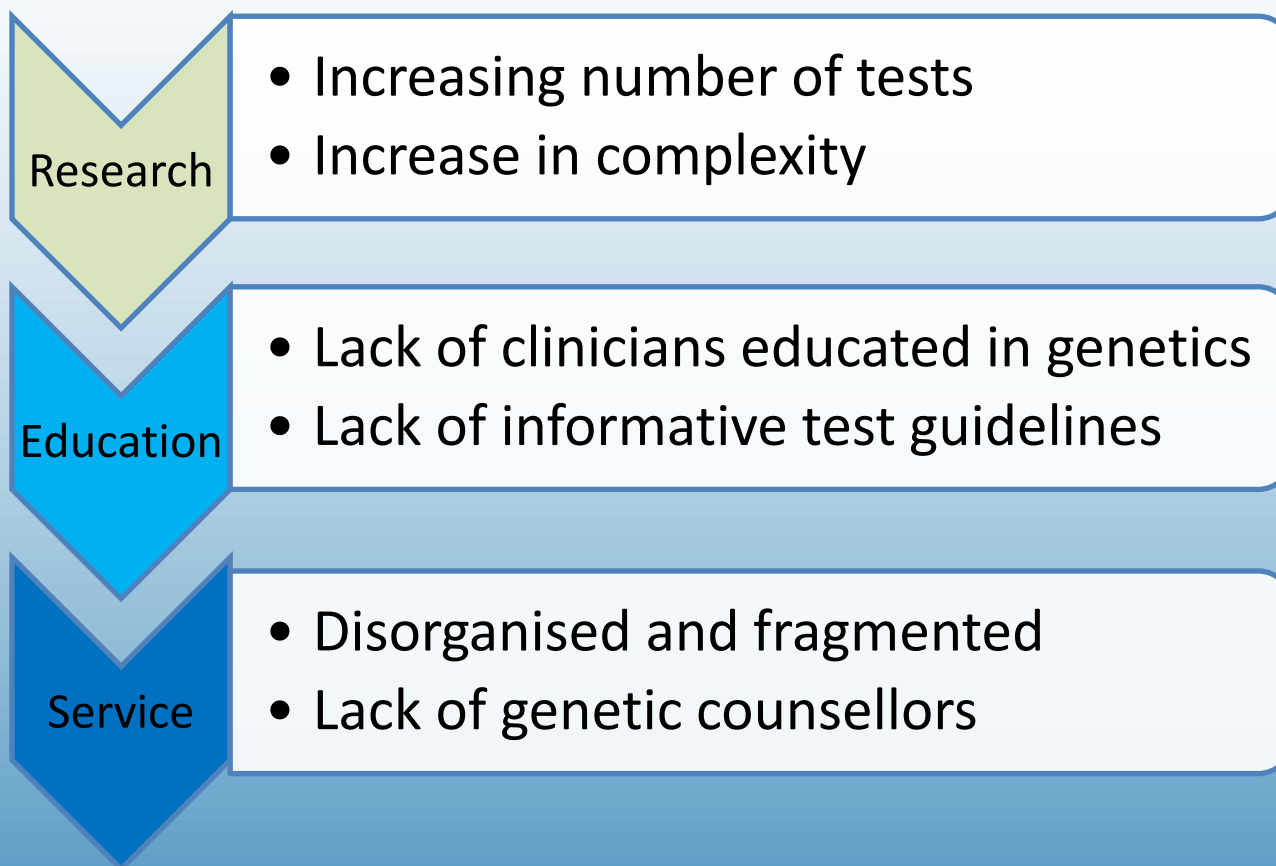 Research
• Increasing number of tests
• Increase in complexity
Education
• Lack of clinicians educated in genetics
• Lack of informative test guidelines
Service
• Disorganised and fragmented
• Lack of genetic counsellors